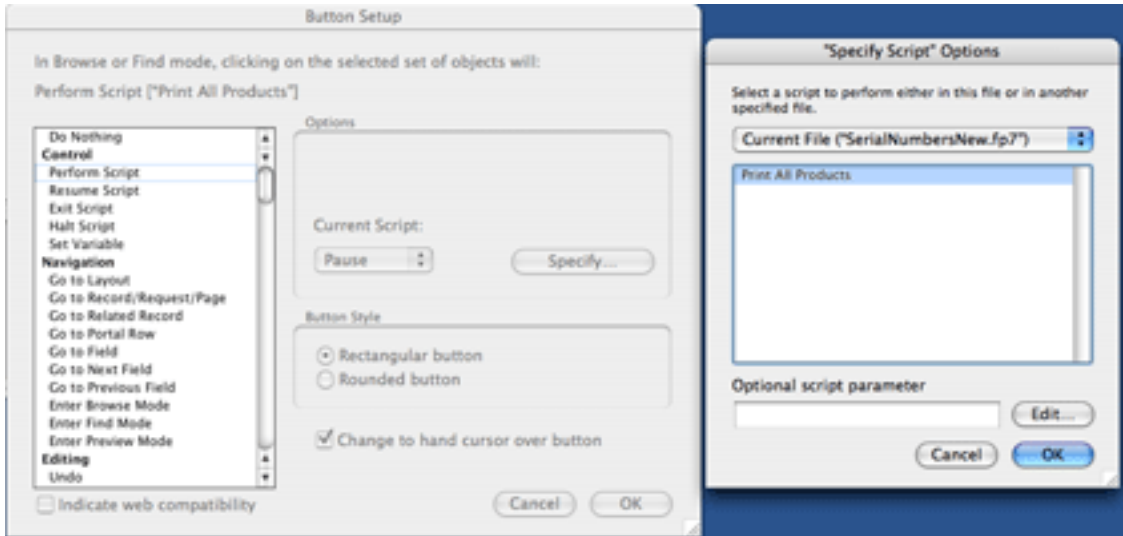 Button Setup
In Browse or Find mode, clicking on the selected set of objects will:
Perform Script ["Print All Products"]
Do Nothing
Control
Perform Script
Resume Script
Exit Script
Halt Script
Set Variable
Navigation
Go to Layout
Go to Record/Request/Page
Go to Related Record
Go to Portal Row
Go to Field
Go to Next Field
Go to Previous Field
Enter Browse Mode
Enter Find Mode
Enter Preview Mode
Editing
Undo
Indicate web compatibility
Options
Current Script:
Pause
Specify...
Button Style
Rectangular button
Rounded button
Change to hand cursor over button
Cancel
OK
"Specify Script" Options
Select a script to perform either in this file or in another
specified file.
Current File ("SerialNumbersNew.fp7")
Print All Products
Optional script parameter
Edit...
Cancel
OK